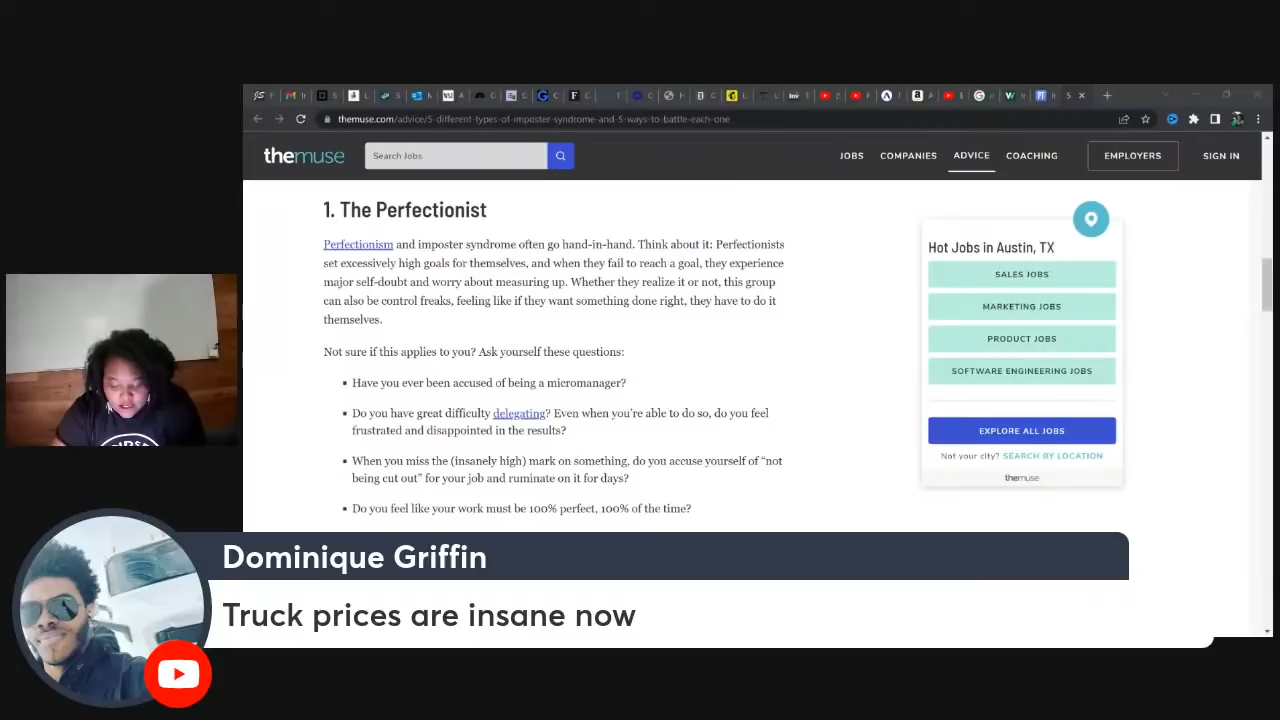 themuse.com/advice/5-different-types-of-imposter-syndrome-and-5-ways-to-battle-each-one
themuse
Search Jobs
JOBS COMPANIES ADVICE COACHING EMPLOYERS SIGN IN
1. The Perfectionist
Perfectionism and imposter syndrome often go hand-in-hand. Think about it: Perfectionists
set excessively high goals for themselves, and when they fail to reach a goal, they experience
major self-doubt and worry about measuring up. Whether they realize it or not, this group
can also be control freaks, feeling like if they want something done right, they have to do it
themselves.
Not sure if this applies to you? Ask yourself these questions:
Have you ever been accused of being a micromanager?
Do you have great difficulty delegating? Even when you're able to do so, do you feel
frustrated and disappointed in the results?
When you miss the (insanely high) mark on something, do you accuse yourself of “not
being cut out” for your job and ruminate on it for days?
Do you feel like your work must be 100% perfect, 100% of the time?
Hot Jobs in Austin, TX
SALES JOBS
MARKETING JOBS
PRODUCT JOBS
SOFTWARE ENGINEERING JOBS
EXPLORE ALL JOBS
Not your city? SEARCH BY LOCATION
themuse
Dominique Griffin
Truck prices are insane now